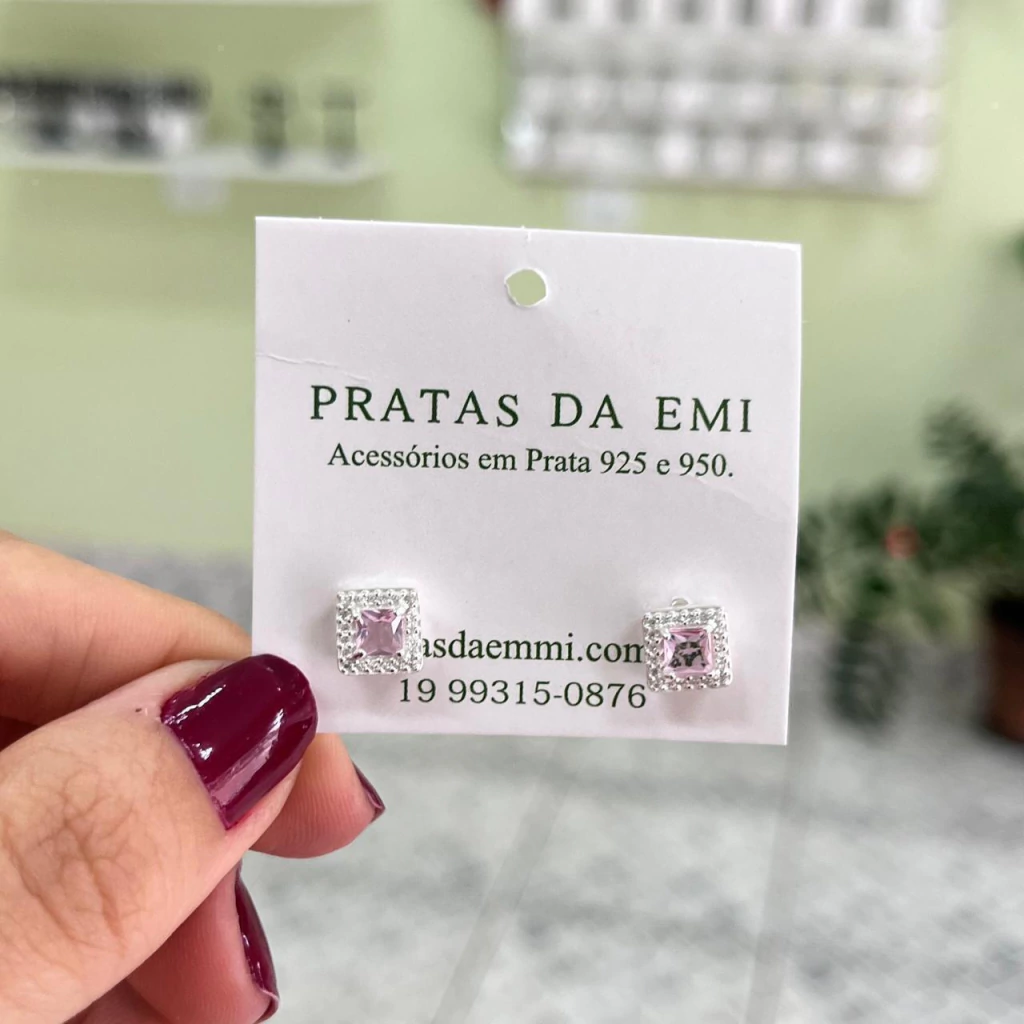 PRATAS DA EMI
Acessórios em Prata 925 e 950.
asdaemmi.com
19 99315-0876